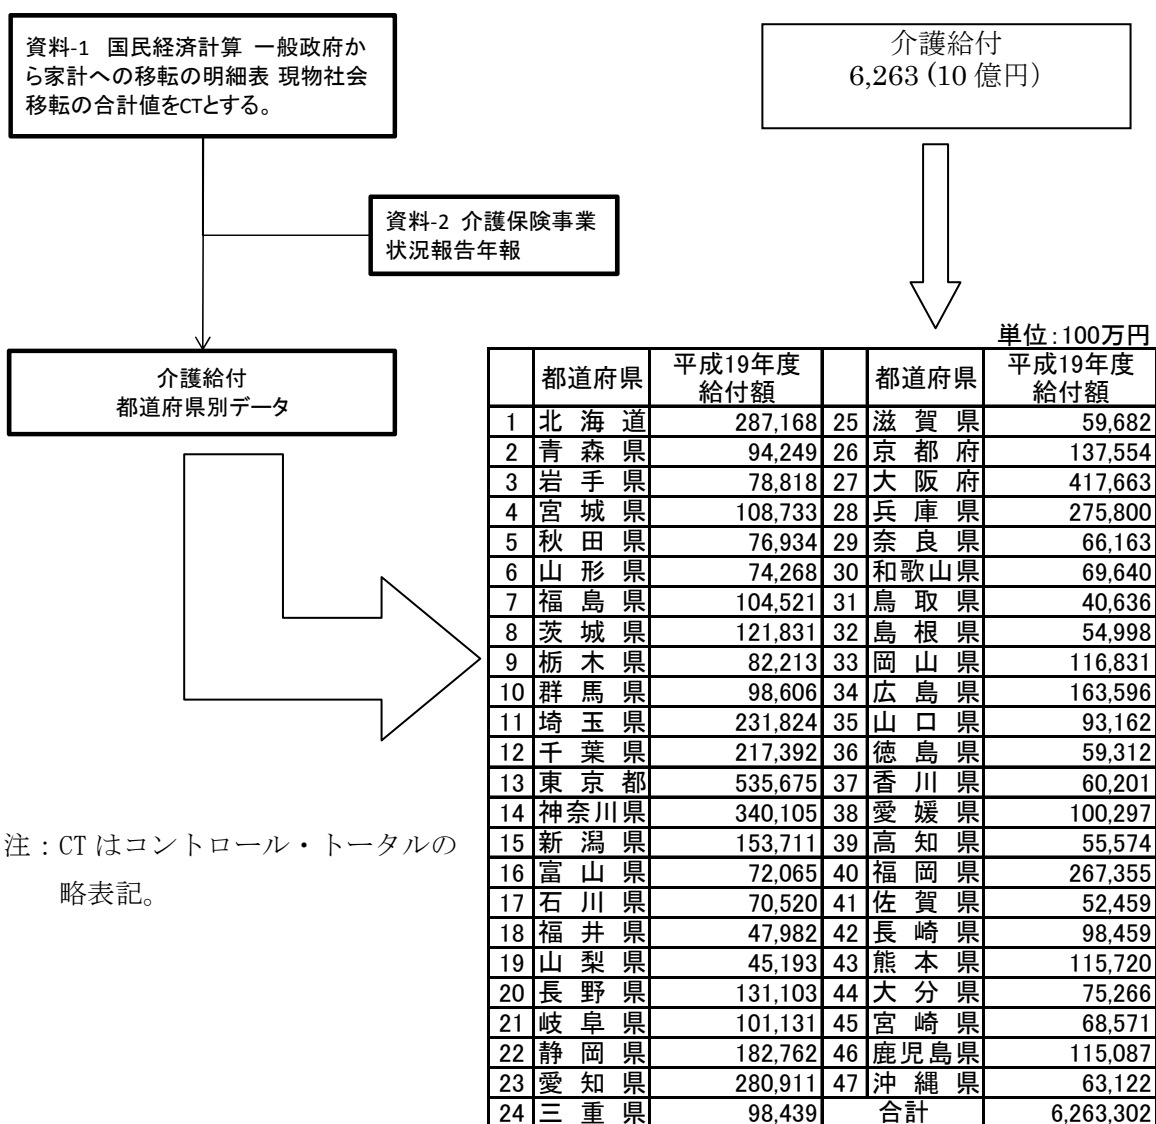 資料-1 国民経済計算 一般政府か
ら家計への移転の明細表 現物社会
移転の合計値をCTとする。
介護給付
6,263 (10 億円)
資料-2 介護保険事業
状況報告年報
介護給付
都道府県別データ
単位:100万円
都道府県 平成19年度 給付額 都道府県 平成19年度 給付額
1 北海道 287,168 25 滋賀県 59,682
2 青森県 94,249 26 京都府 137,554
3 岩手県 78,818 27 大阪府 417,663
4 宮城県 108,733 28 兵庫県 275,800
5 秋田県 76,934 29 奈良県 66,163
6 山形県 74,268 30 和歌山県 69,640
7 福島県 104,521 31 鳥取県 40,636
8 茨城県 121,831 32 島根県 54,998
9 栃木県 82,213 33 岡山県 116,831
10 群馬県 98,606 34 広島県 163,596
11 埼玉県 231,824 35 山口県 93,162
12 千葉県 217,392 36 徳島県 59,312
13 東京都 535,675 37 香川県 60,201
14 神奈川県 340,105 38 愛媛県 100,297
15 新潟県 153,711 39 高知県 55,574
16 富山県 72,065 40 福岡県 267,355
17 石川県 70,520 41 佐賀県 52,459
18 福井県 47,982 42 長崎県 98,459
19 山梨県 45,193 43 熊本県 115,720
20 長野県 131,103 44 大分県 75,266
21 岐阜県 101,131 45 宮崎県 68,571
22 静岡県 182,762 46 鹿児島県 115,087
23 愛知県 280,911 47 沖縄県 63,122
24 三重県 98,439 合計 6,263,302
注:CT はコントロール・トータルの
略表記。